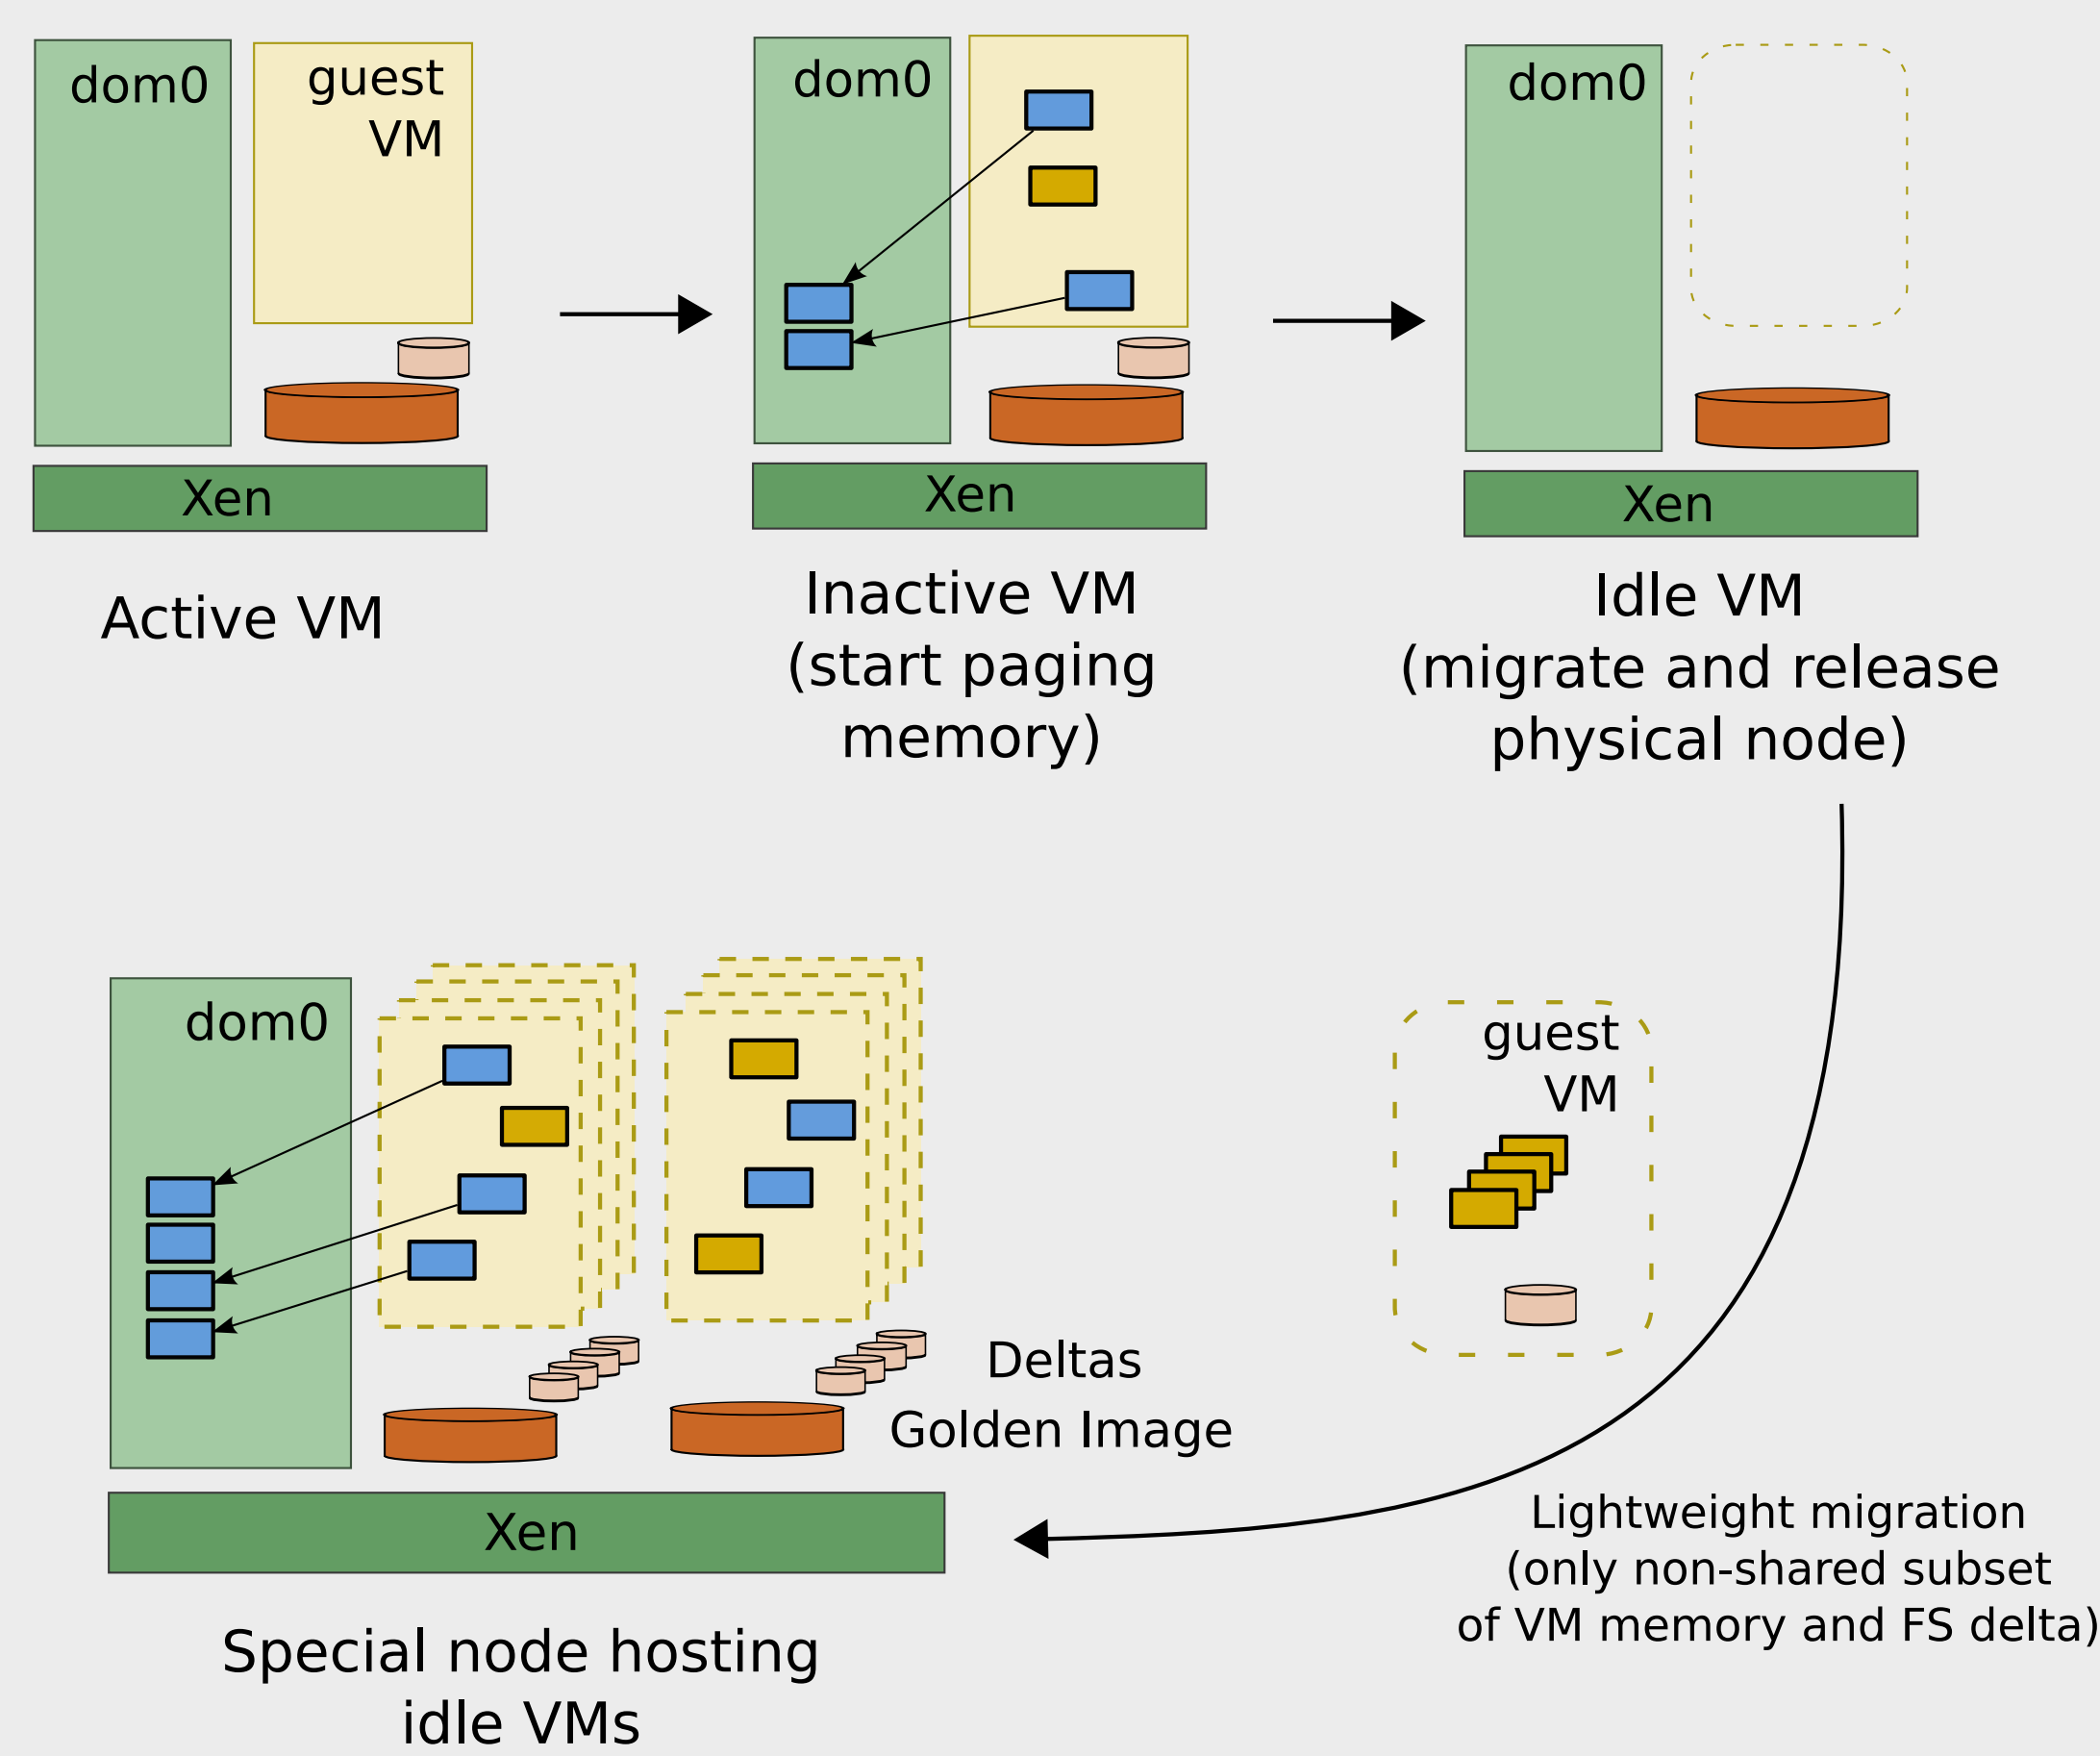 dom0
guest
VM
Xen
Active VM
dom0
Xen
Inactive VM
(start paging
memory)
dom0
Xen
Idle VM
(migrate and release
physical node)
dom0
Xen
Special node hosting
idle VMs
Deltas
Golden Image
guest
VM
Lightweight migration
(only non-shared subset
of VM memory and FS delta)